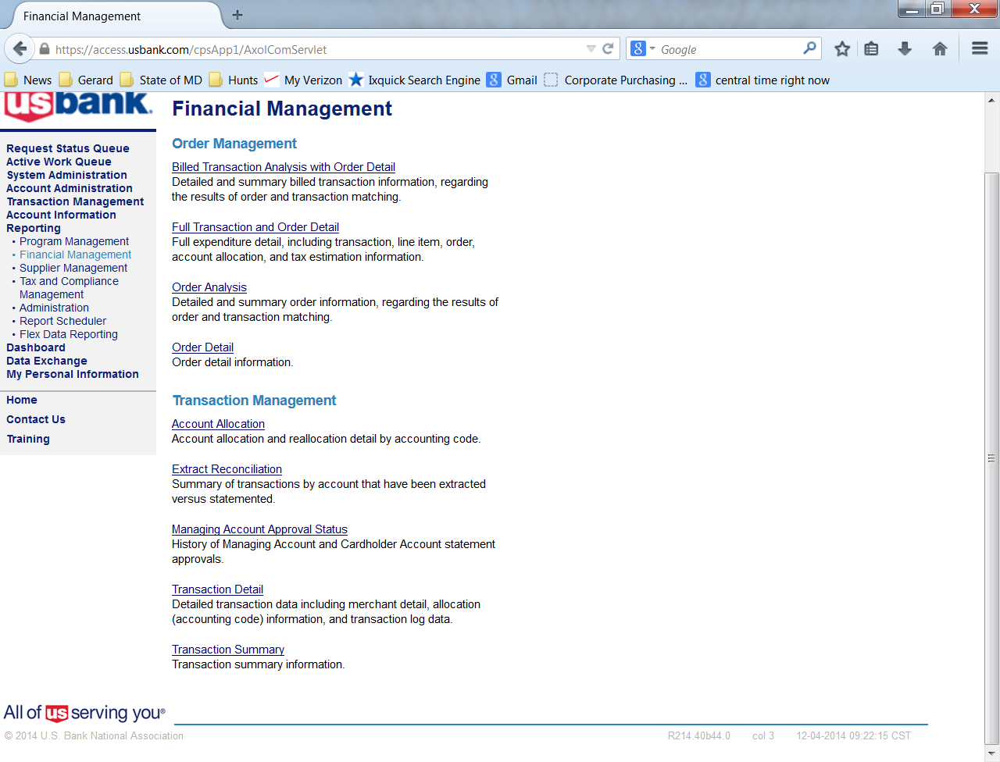 Financial Management
https://access.usbank.com/cpsApp1/AxolComServlet
Google
News Gerard State of MD Hunts My Verizon Ixquick Search Engine Gmail Corporate Purchasing ... central time right now
usbank.
Request Status Queue
Active Work Queue
System Administration
Account Administration
Transaction Management
Account Information
Reporting
• Program Management
• Financial Management
• Supplier Management
• Tax and Compliance
Management
• Administration
• Report Scheduler
• Flex Data Reporting
Dashboard
Data Exchange
My Personal Information
Home
Contact Us
Training
Financial Management
Order Management
Billed Transaction Analysis with Order Detail
Detailed and summary billed transaction information, regarding
the results of order and transaction matching.
Full Transaction and Order Detail
Full expenditure detail, including transaction, line item, order,
account allocation, and tax estimation information.
Order Analysis
Detailed and summary order information, regarding the results of
order and transaction matching.
Order Detail
Order detail information.
Transaction Management
Account Allocation
Account allocation and reallocation detail by accounting code.
Extract Reconciliation
Summary of transactions by account that have been extracted
versus statemented.
Managing Account Approval Status
History of Managing Account and Cardholder Account statement
approvals.
Transaction Detail
Detailed transaction data including merchant detail, allocation
(accounting code) information, and transaction log data.
Transaction Summary
Transaction summary information.
All of us serving you®
© 2014 U.S. Bank National Association
R214.40b44.0 col 3 12-04-2014 09:22:15 CST